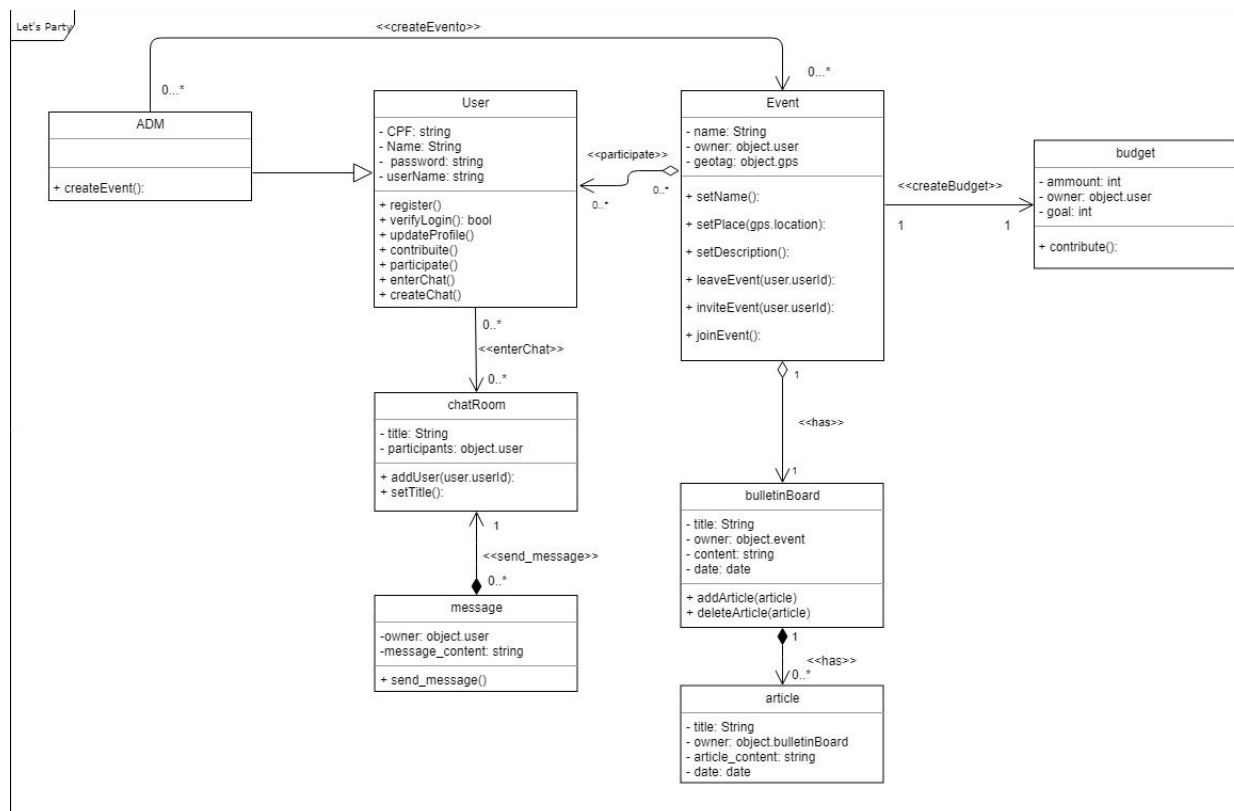 Let's Party
<<createEvento>>
0...*
0...*
ADM
+ createEvent():
User
- CPF: string
- Name: String
- password: string
- userName: string
+ register()
+ verifyLogin(): bool
+ updateProfile()
+ contribuite()
+ participate()
+ enterChat()
+ createChat()
<<participate>>
0..*
0..*
Event
- name: String
- owner: object.user
- geotag: object.gps
+ setName():
+ setPlace(gps.location):
+ setDescription():
+ leaveEvent(user.userId):
+ inviteEvent(user.userId):
+ joinEvent():
<<createBudget>>
1
1
budget
- ammount: int
- owner: object.user
- goal: int
+ contribute():
0..*
<<enterChat>>
0..*
chatRoom
- title: String
- participants: object.user
+ addUser(user.userId):
+ setTitle():
1
<<send_message>>
0..*
message
-owner: object.user
-message_content: string
+ send_message()
1
<<has>>
1
bulletinBoard
- title: String
- owner: object.event
- content: string
- date: date
+ addArticle(article)
+ deleteArticle(article)
1
<<has>>
0..*
article
- title: String
- owner: object.bulletinBoard
- article_content: string
- date: date